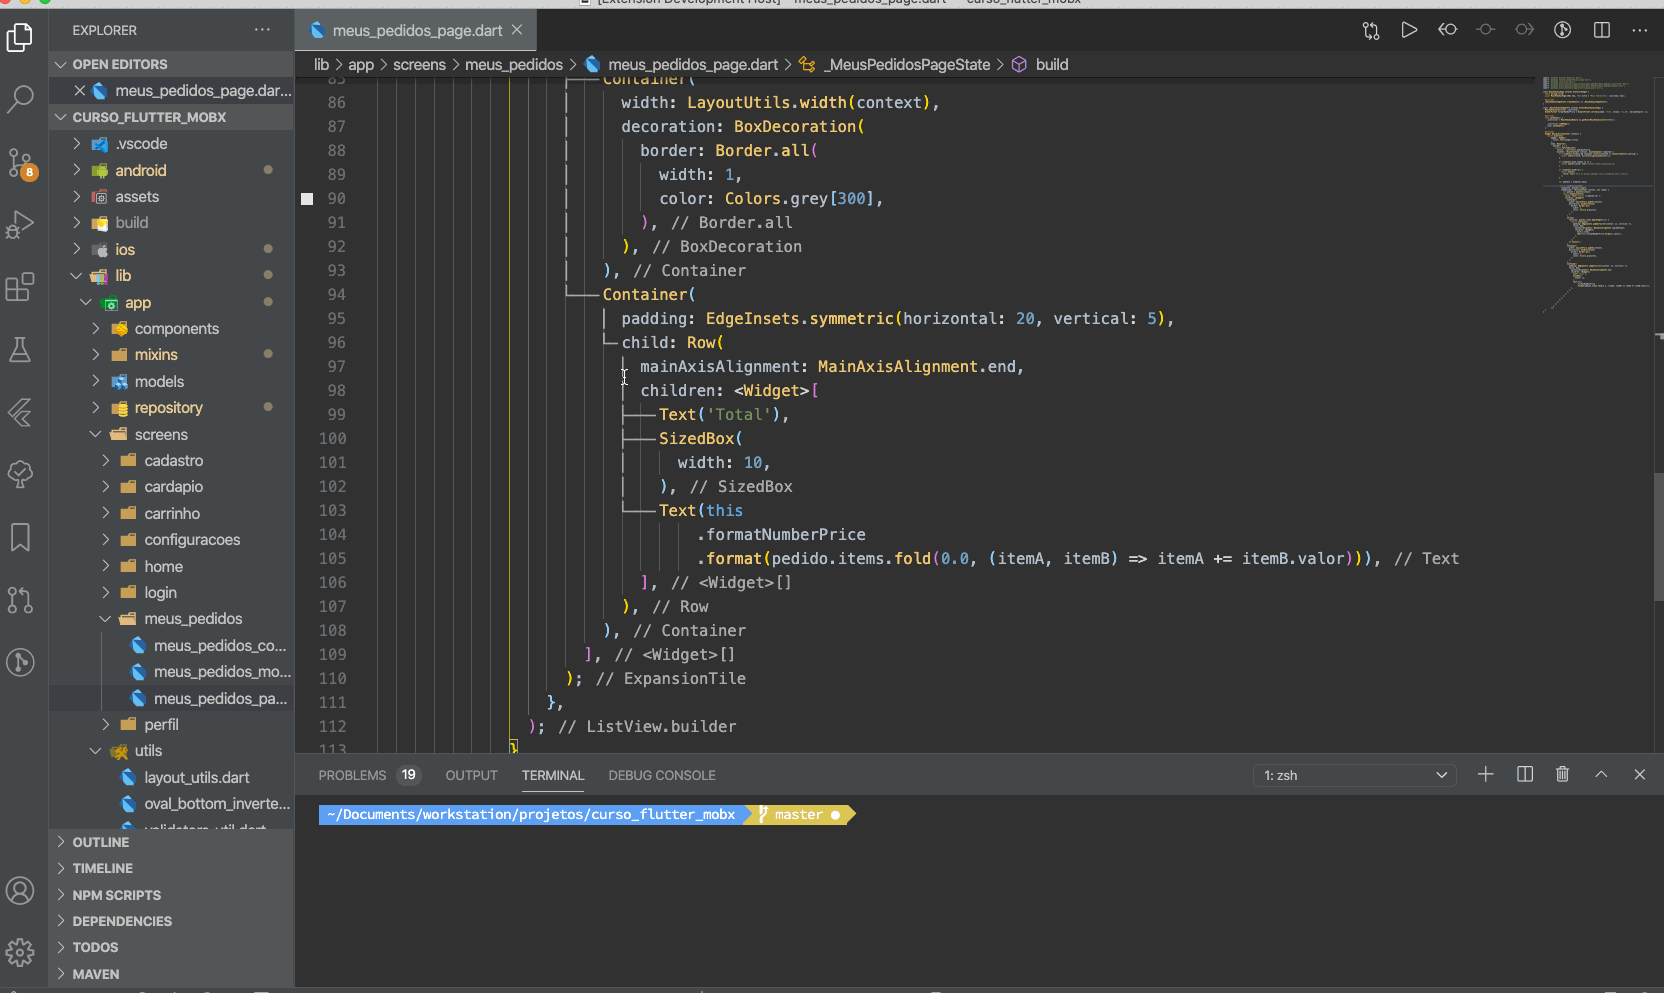 [Extension Development Host] — meus_pedidos_page.dart — curso_flutter_mobx
EXPLORER
OPEN EDITORS
meus_pedidos_page.dar...
CURSO_FLUTTER_MOBX
.vscode
android
assets
build
ios
lib
app
components
mixins
models
repository
screens
cadastro
cardapio
carrinho
configuracoes
home
login
meus_pedidos
meus_pedidos_co...
meus_pedidos_mo...
meus_pedidos_pa...
perfil
utils
layout_utils.dart
oval_bottom_inverte...
validators_util.dart
OUTLINE
TIMELINE
NPM SCRIPTS
DEPENDENCIES
TODOS
MAVEN
8
meus_pedidos_page.dart
lib > app > screens > meus_pedidos > meus_pedidos_page.dart > _MeusPedidosPageState > build
85 Container(
86 width: LayoutUtils.width(context),
87 decoration: BoxDecoration(
88 border: Border.all(
89 width: 1,
90 color: Colors.grey[300],
91 ), // Border.all
92 ), // BoxDecoration
93 ), // Container
94 Container(
95 padding: EdgeInsets.symmetric(horizontal: 20, vertical: 5),
96 child: Row(
97 mainAxisAlignment: MainAxisAlignment.end,
98 children: <Widget>[
99 Text('Total'),
100 SizedBox(
101 width: 10,
102 ), // SizedBox
103 Text(this
104 .formatNumberPrice
105 .format(pedido.items.fold(0.0, (itemA, itemB) => itemA += itemB.valor))), // Text
106 ], // <Widget>[]
107 ), // Row
108 ), // Container
109 ], // <Widget>[]
110 ); // ExpansionTile
111 },
112 ); // ListView.builder
113 }
PROBLEMS 19 OUTPUT TERMINAL DEBUG CONSOLE 1: zsh
~/Documents/workstation/projetos/curso_flutter_mobx master ●